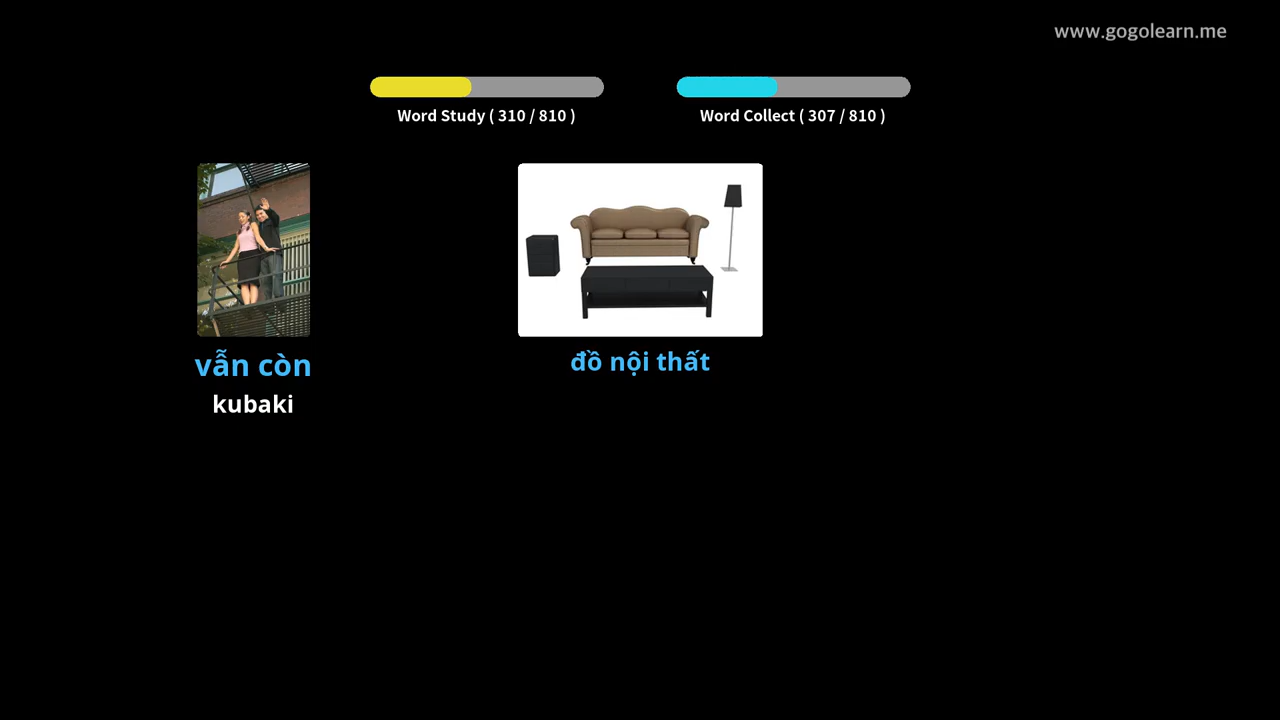 www.gogolearn.me
Word Study ( 310 / 810 )
Word Collect ( 307 / 810 )
vẫn còn
kubaki
đồ nội thất